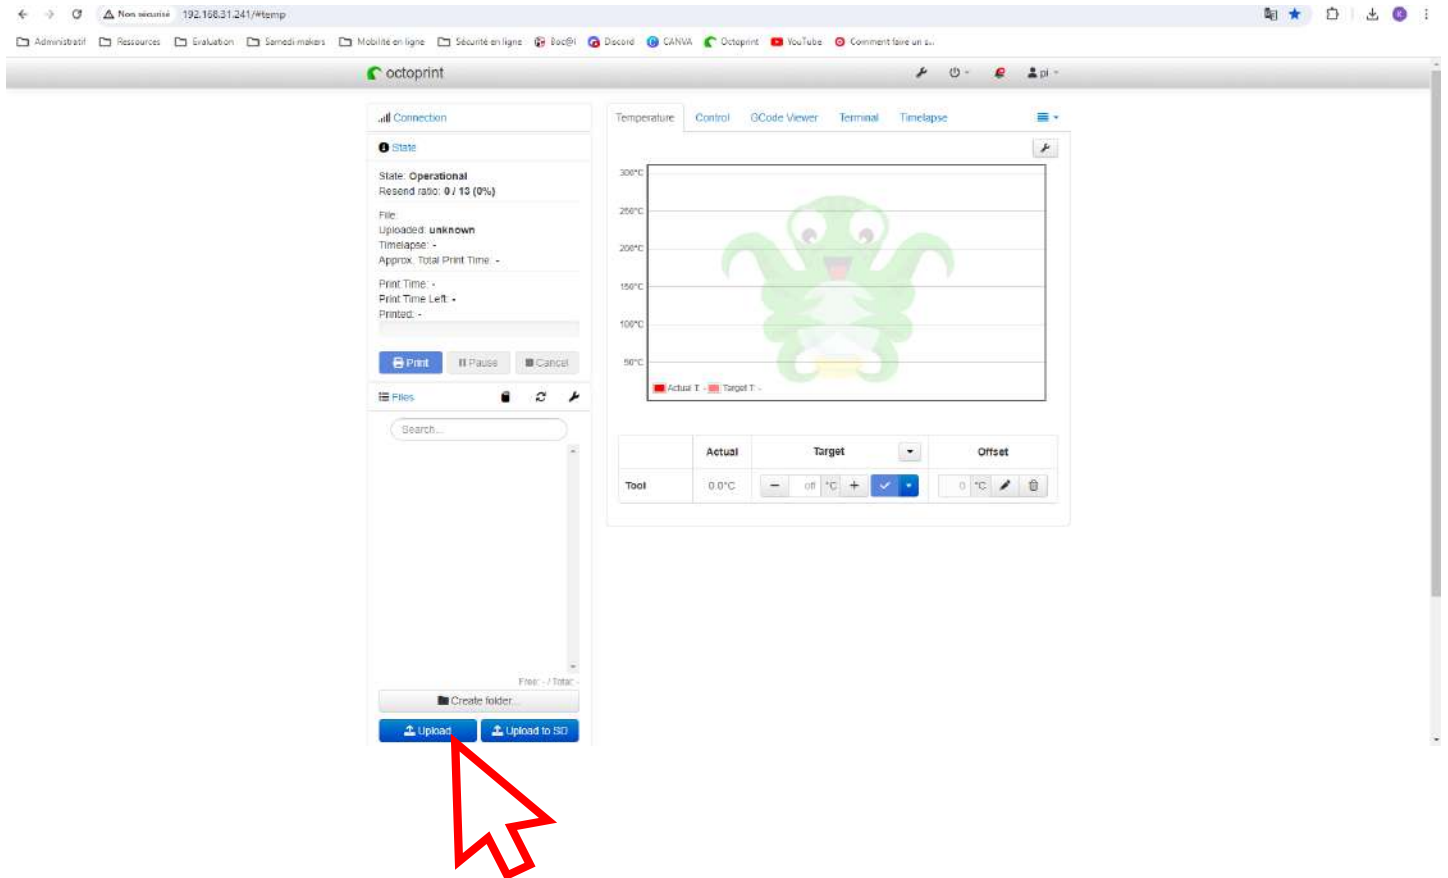 Non sécurisé 192.168.31.241/#temp
Administratif Ressources Evaluation Samedi makers Mobilité en ligne Sécurité en ligne Boc@l Discord CANVA Octoprint YouTube Comment faire un s...
octoprint pi
Connection
State
State: Operational
Resend ratio: 0 / 13 (0%)
File:
Uploaded: unknown
Timelapse: -
Approx. Total Print Time: -
Print Time: -
Print Time Left: -
Printed: -
Print Pause Cancel
Files
Search...
Free: - / Total: -
Create folder...
Upload Upload to SD
Temperature Control GCode Viewer Terminal Timelapse
300°C
250°C
200°C
150°C
100°C
50°C
Actual T: - Target T: -
Actual Target Offset
Tool 0.0°C off °C 0 °C